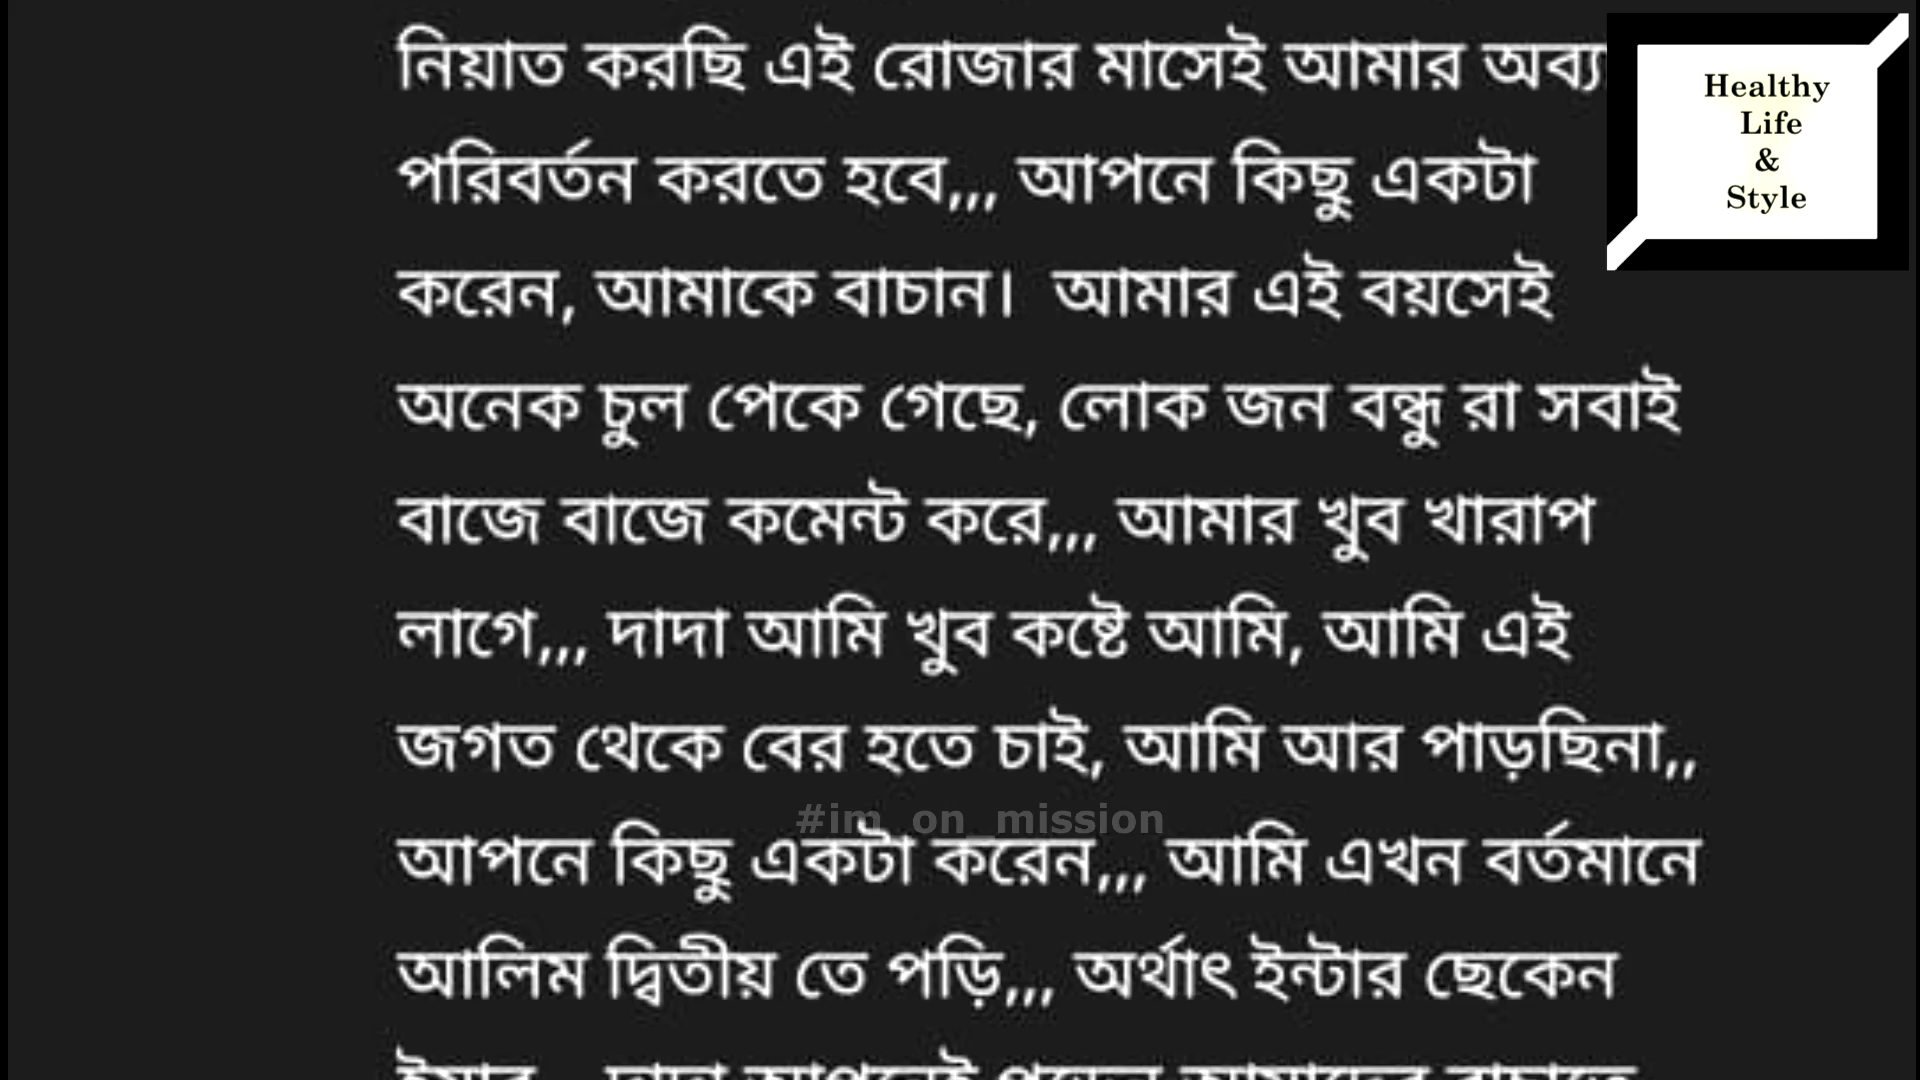 নিয়াত করছি এই রোজার মাসেই আমার
পরিবর্তন করতে হবে,,, আপনে কিছু একটা
করেন, আমাকে বাচান। আমার এই বয়সেই
অনেক চুল পেকে গেছে, লোক জন বন্ধু রা সবাই
বাজে বাজে কমেন্ট করে,,, আমার খুব খারাপ
লাগে,,, দাদা আমি খুব কষ্টে আমি, আমি এই
জগত থেকে বের হতে চাই, আমি আর পাড়ছিনা,,
আপনে কিছু একটা করেন,,, আমি এখন বর্তমানে
আলিম দ্বিতীয় তে পড়ি,,, অর্থাৎ ইন্টার ছেকেন
Healthy
Life
&
Style
#im_on_mission